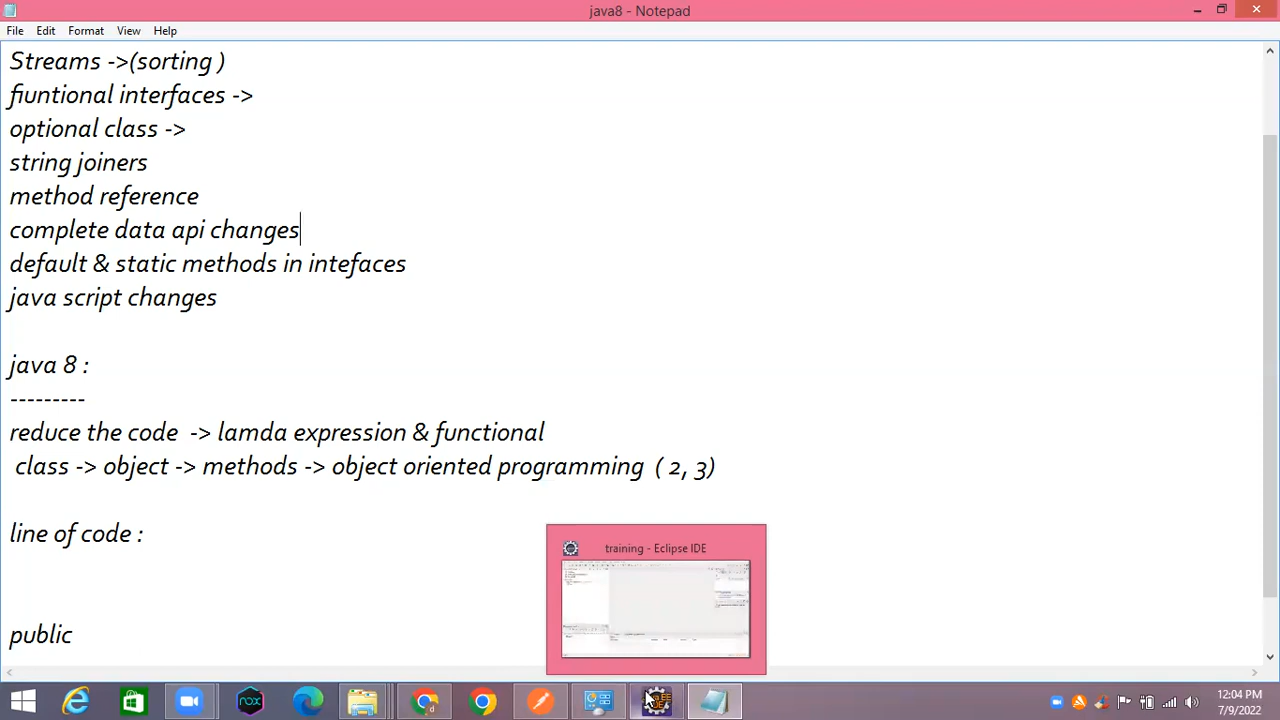 java8 - Notepad
File Edit Format View Help
Streams ->(sorting )
fiuntional interfaces ->
optional class ->
string joiners
method reference
complete data api changes
default & static methods in intefaces
java script changes
java 8 :
---------
reduce the code -> lamda expression & functional
class -> object -> methods -> object oriented programming ( 2, 3)
line of code :
public
training - Eclipse IDE
nox
12:04 PM
7/9/2022